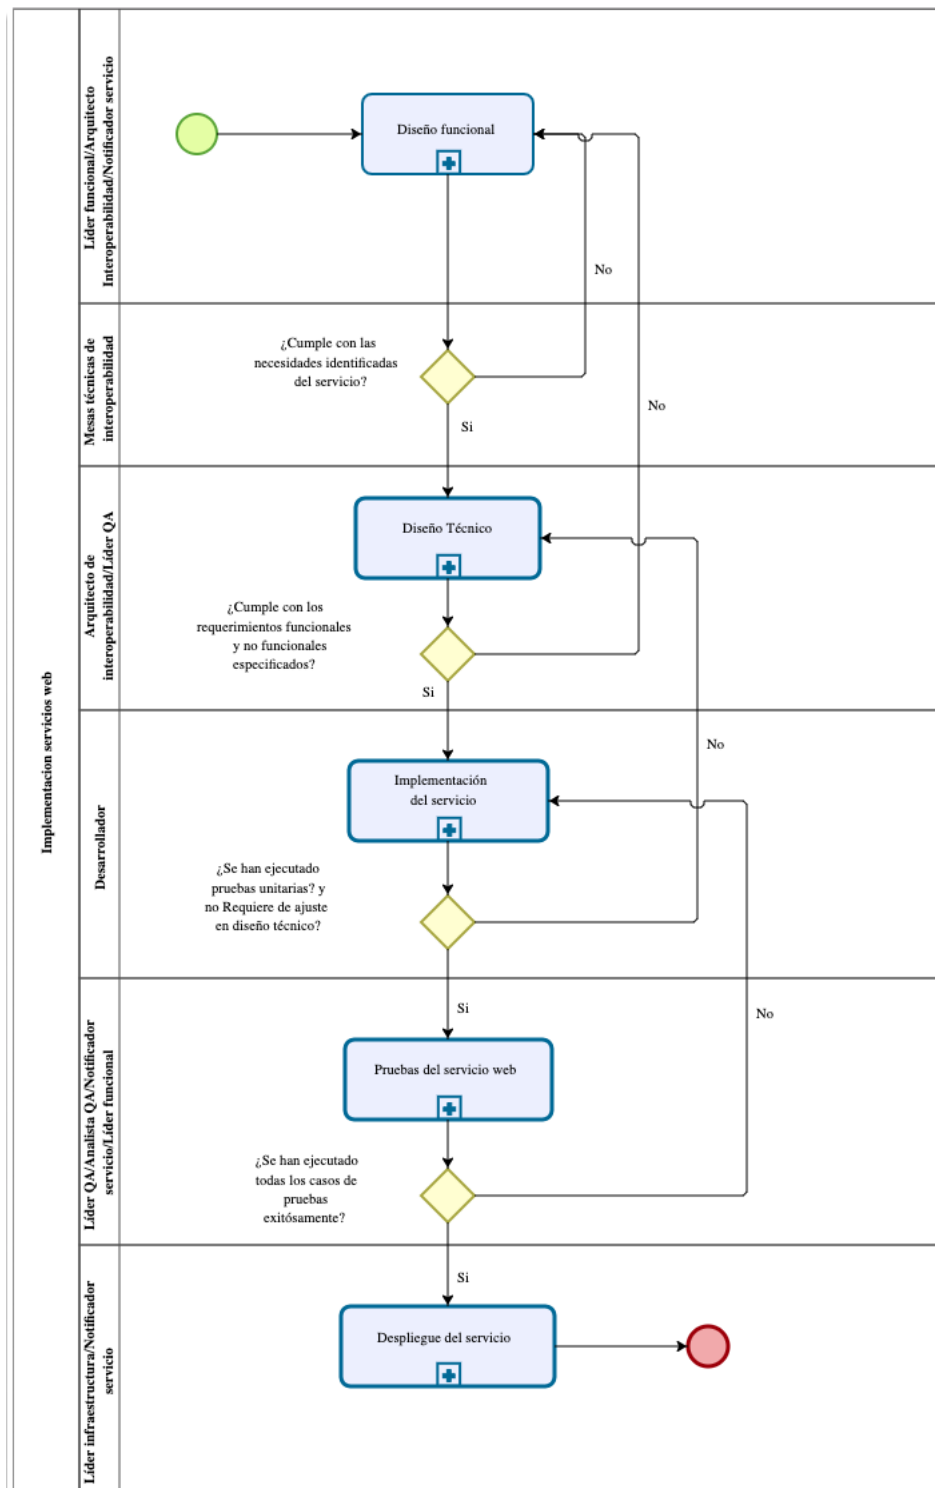 Implementacion servicios web
Líder funcional/Arquitecto
Interoperabilidad/Notificador servicio
Diseño funcional
No
Mesas técnicas de
interoperabilidad
¿Cumple con las
necesidades identificadas
del servicio?
No
Si
Arquitecto de
interoperabilidad/Líder QA
Diseño Técnico
¿Cumple con los
requerimientos funcionales
y no funcionales
especificados?
Si
Desarrollador
No
Implementación
del servicio
¿Se han ejecutado
pruebas unitarias? y
no Requiere de ajuste
en diseño técnico?
Líder QA/Analista QA/Notificador
servicio/Líder funcional
Si
No
Pruebas del servicio web
¿Se han ejecutado
todas los casos de
pruebas
exitósamente?
Líder infraestructura/Notificador
servicio
Si
Despliegue del servicio